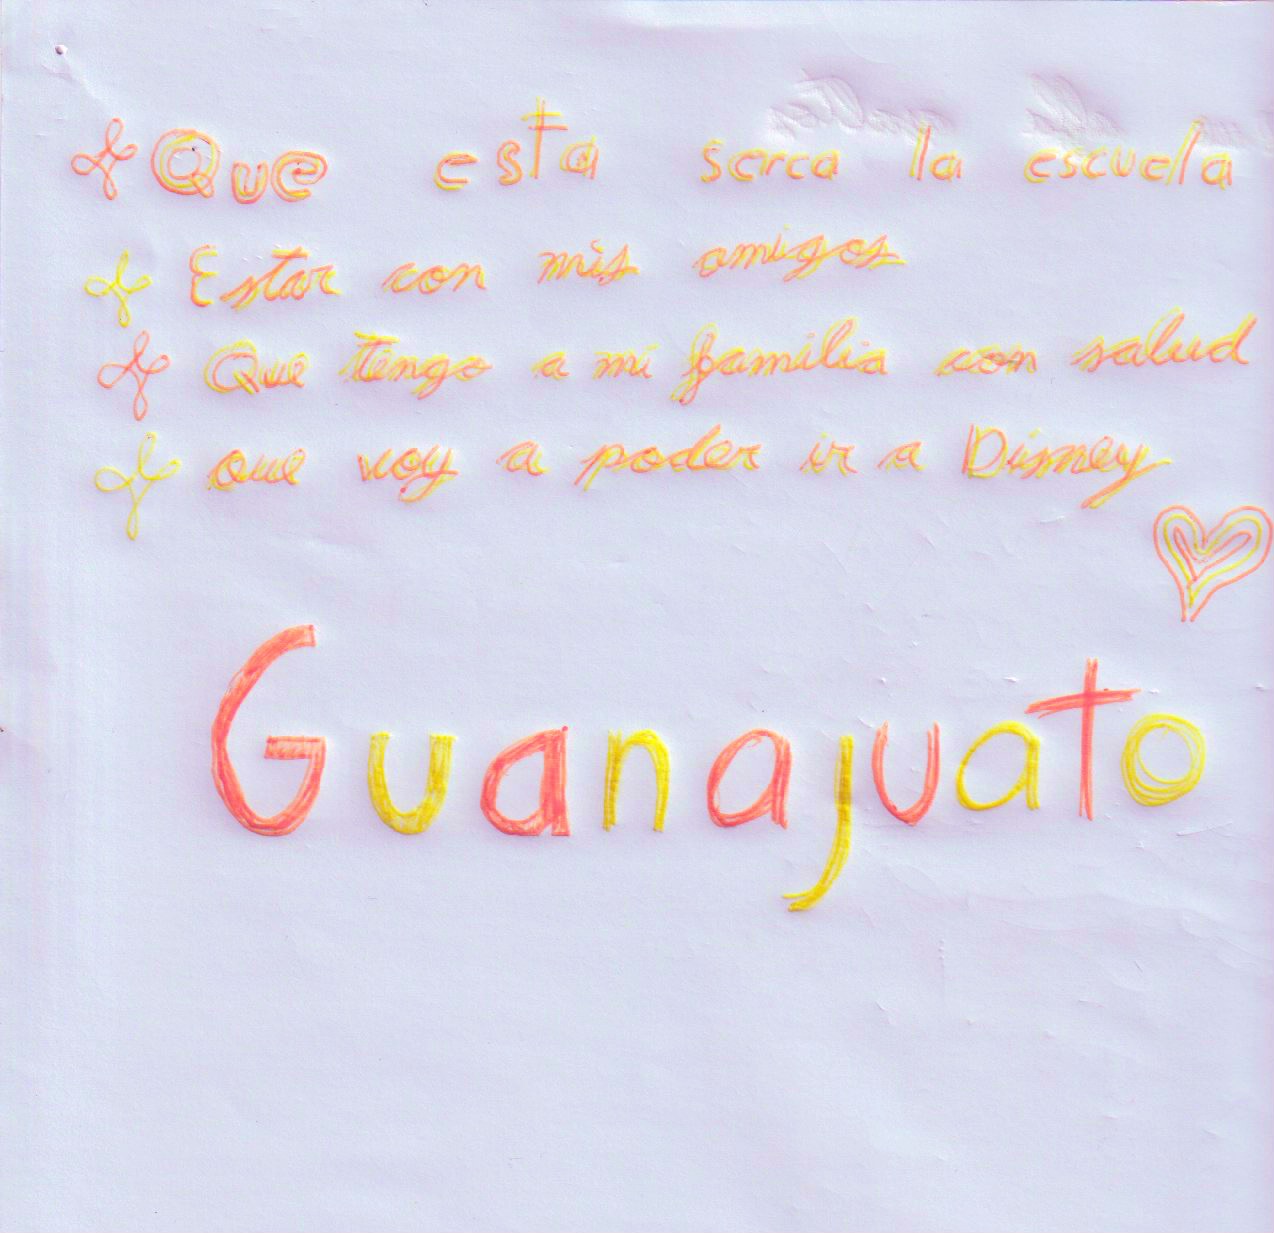 Que esta serca la escuela
Estar con mis amigos
Que tengo a mi familia con salud
que voy a poder ir a Disney
Guanajuato